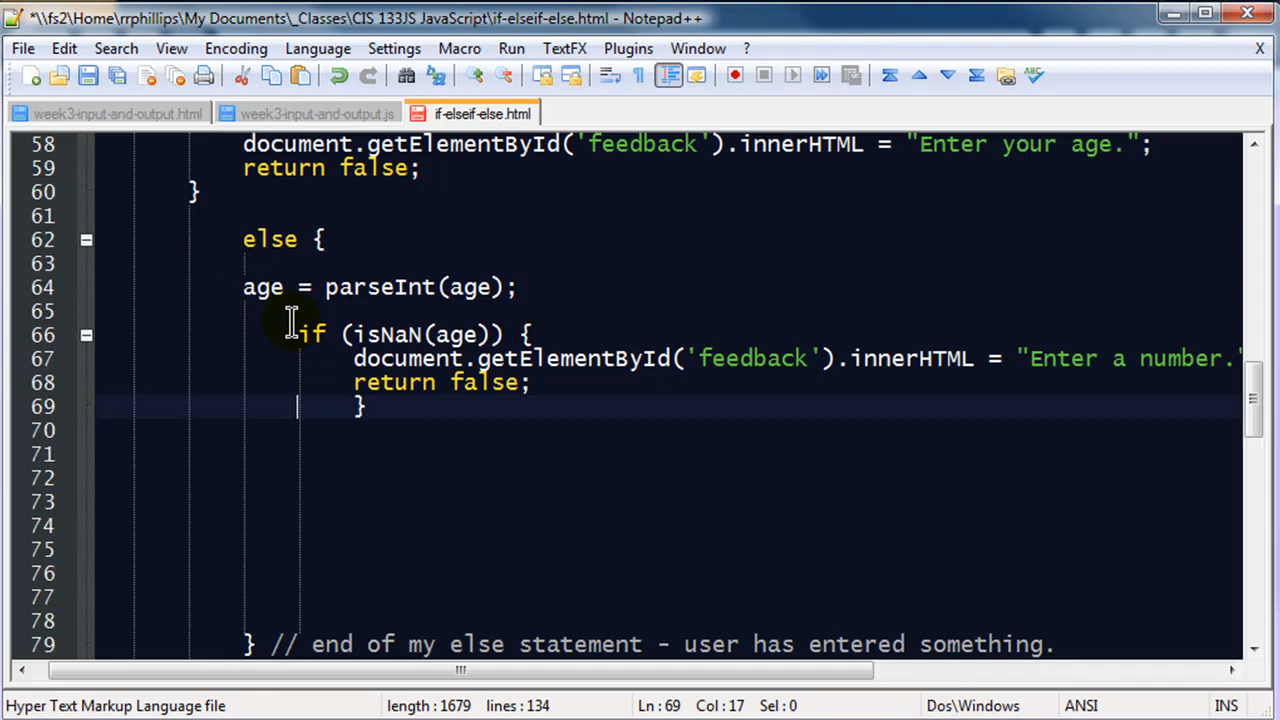 *\\fs2\Home\rrphillips\My Documents\_Classes\CIS 133JS JavaScript\if-elseif-else.html - Notepad++
File Edit Search View Encoding Language Settings Macro Run TextFX Plugins Window ? X
week3-input-and-output.html week3-input-and-output.js if-elseif-else.html
58 document.getElementById('feedback').innerHTML = "Enter your age.";
59 return false;
60 }
61
62 else {
63
64 age = parseInt(age);
65
66 if (isNaN(age)) {
67 document.getElementById('feedback').innerHTML = "Enter a number."
68 return false;
69 }
70
71
72
73
74
75
76
77
78
79 } // end of my else statement - user has entered something.
Hyper Text Markup Language file length : 1679 lines : 134 Ln : 69 Col : 17 Sel : 0 Dos\Windows ANSI INS